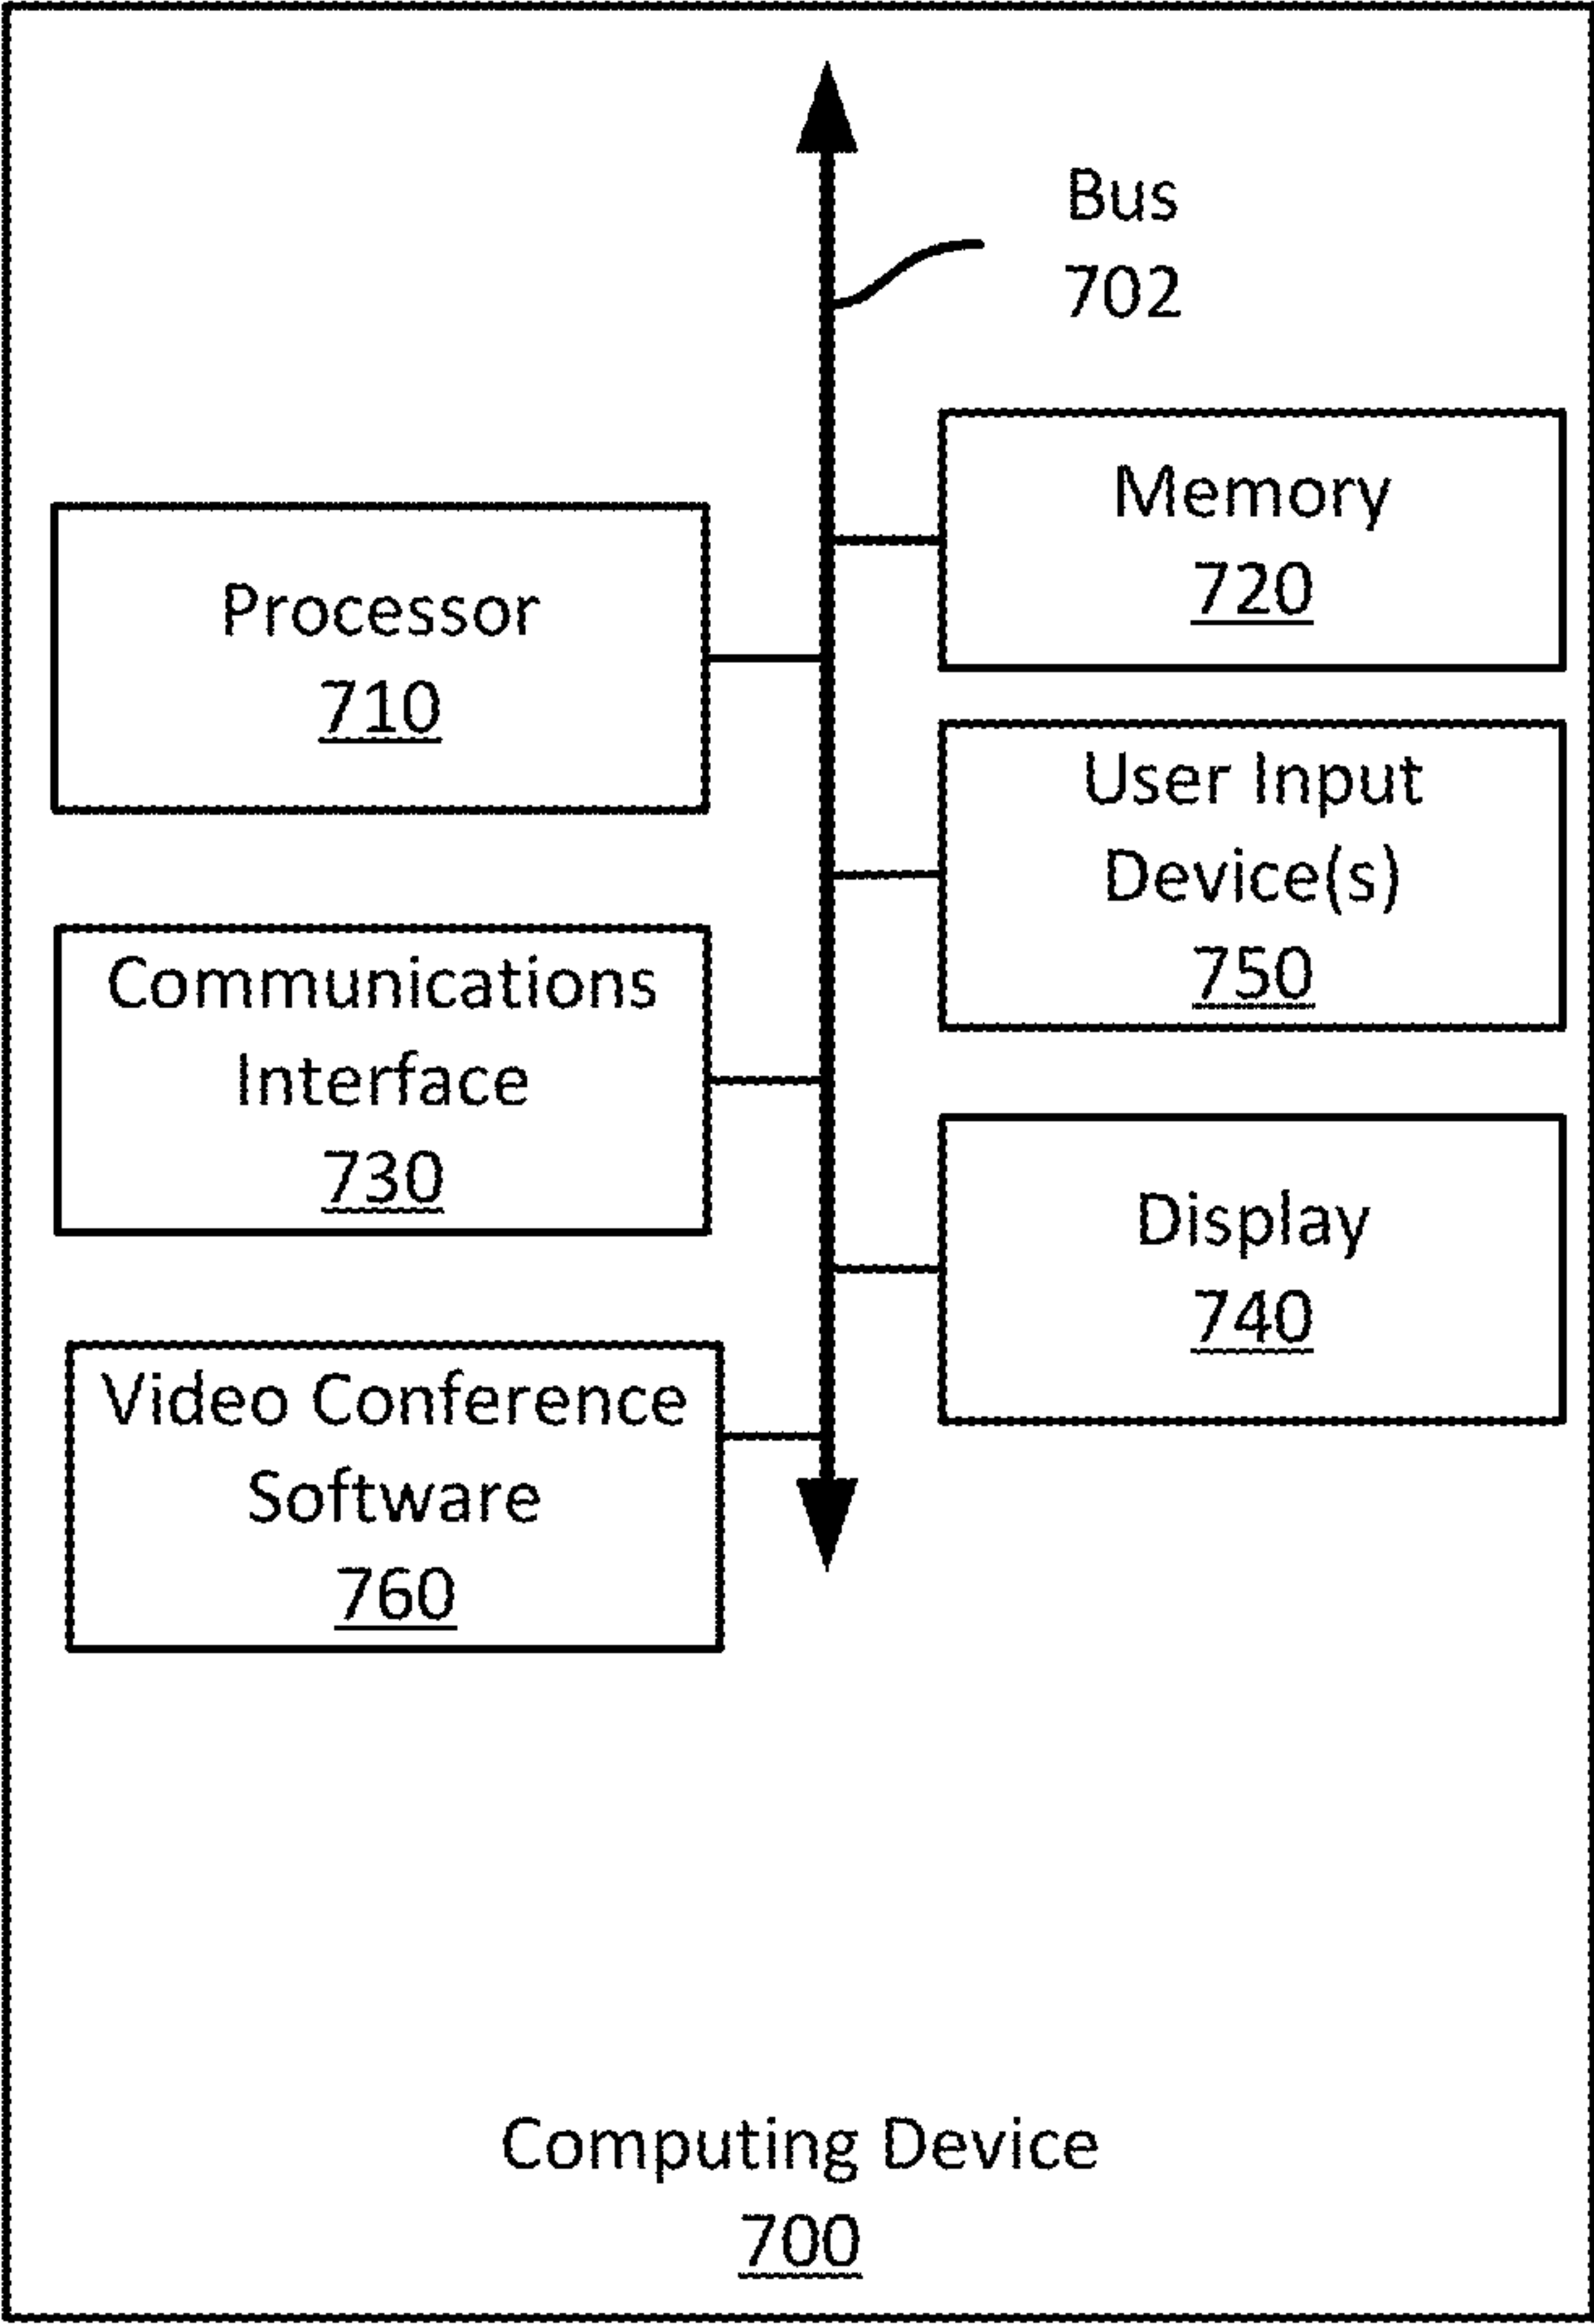 Bus
702
Memory
720
Processor
710
User Input
Device(s)
750
Communications
Interface
730
Display
740
Video Conference
Software
760
Computing Device
700